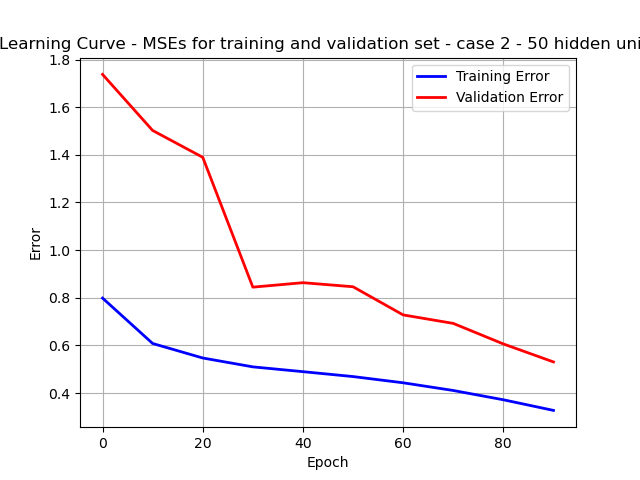 Learning Curve - MSEs for training and validation set - case 2 - 50 hidden uni
1.8
1.6
1.4
1.2
1.0
0.8
0.6
0.4
Error
Training Error
Validation Error
0 20 40 60 80
Epoch